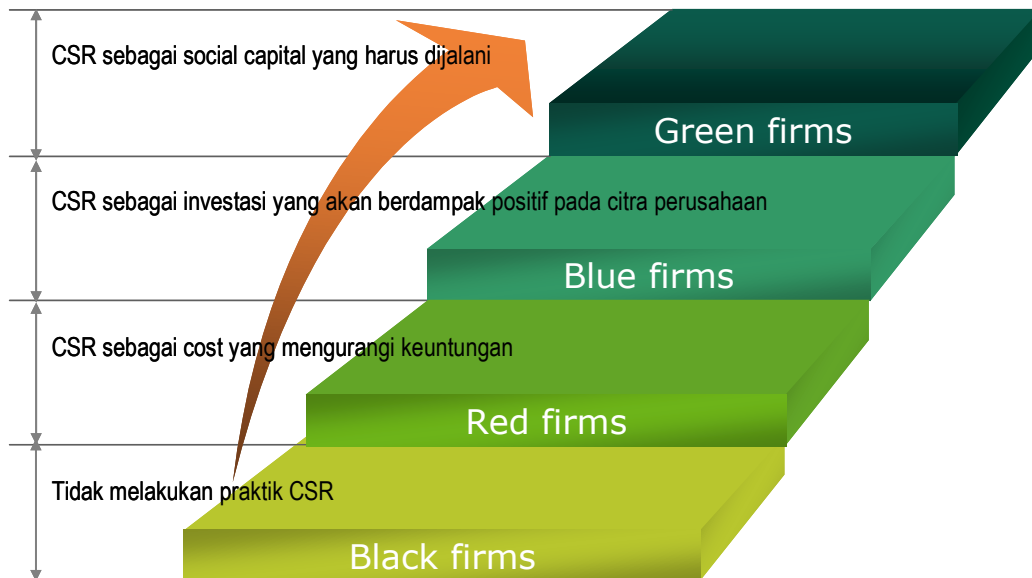 CSR sebagai social capital yang harus dijalani
Green firms
CSR sebagai investasi yang akan berdampak positif pada citra perusahaan
Blue firms
CSR sebagai cost yang mengurangi keuntungan
Red firms
Tidak melakukan praktik CSR
Black firms